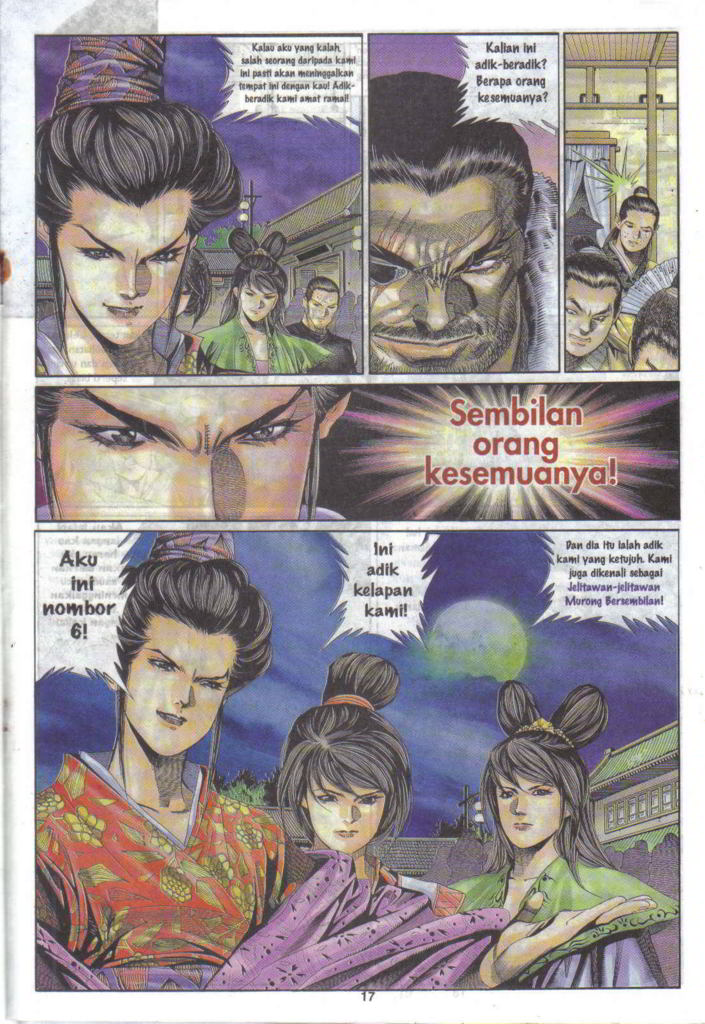 Kalau aku yang kalah,
salah seorang daripada kami
ini pasti akan meninggalkan
tempat ini dengan kau! Adik-
beradik kami amat ramai!
Kalian ini
adik-beradik?
Berapa orang
kesemuanya?
Sembilan
orang
kesemuanya!
Aku
ini
nombor
6!
Ini
adik
kelapan
kami!
Dan dia itu ialah adik
kami yang ketujuh. Kami
juga dikenali sebagai
Jelitawan-jelitawan
Murong Bersembilan!
17